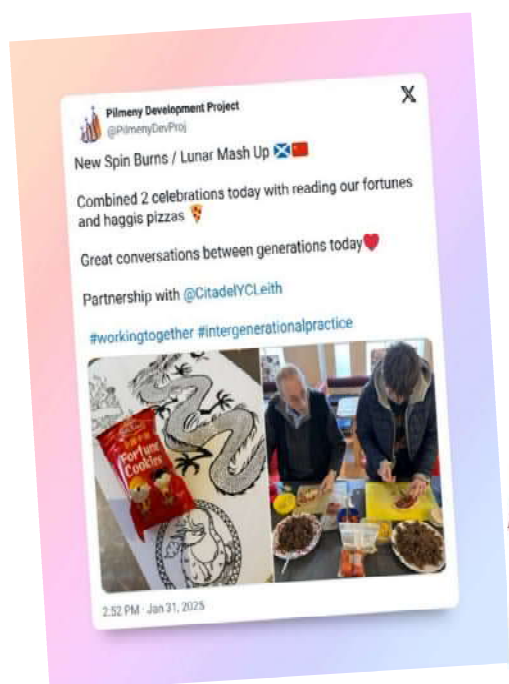 Pilmeny Development Project
@PilmenyDevProj
New Spin Burns / Lunar Mash Up 🏴󠁧󠁢󠁳󠁣󠁴󠁿🇨🇳
Combined 2 celebrations today with reading our fortunes
and haggis pizzas 🍕
Great conversations between generations today❤️
Partnership with @CitadelYCLeith
#workingtogether #intergenerationalpractice
Fortune
Cookies
2:52 PM · Jan 31, 2025